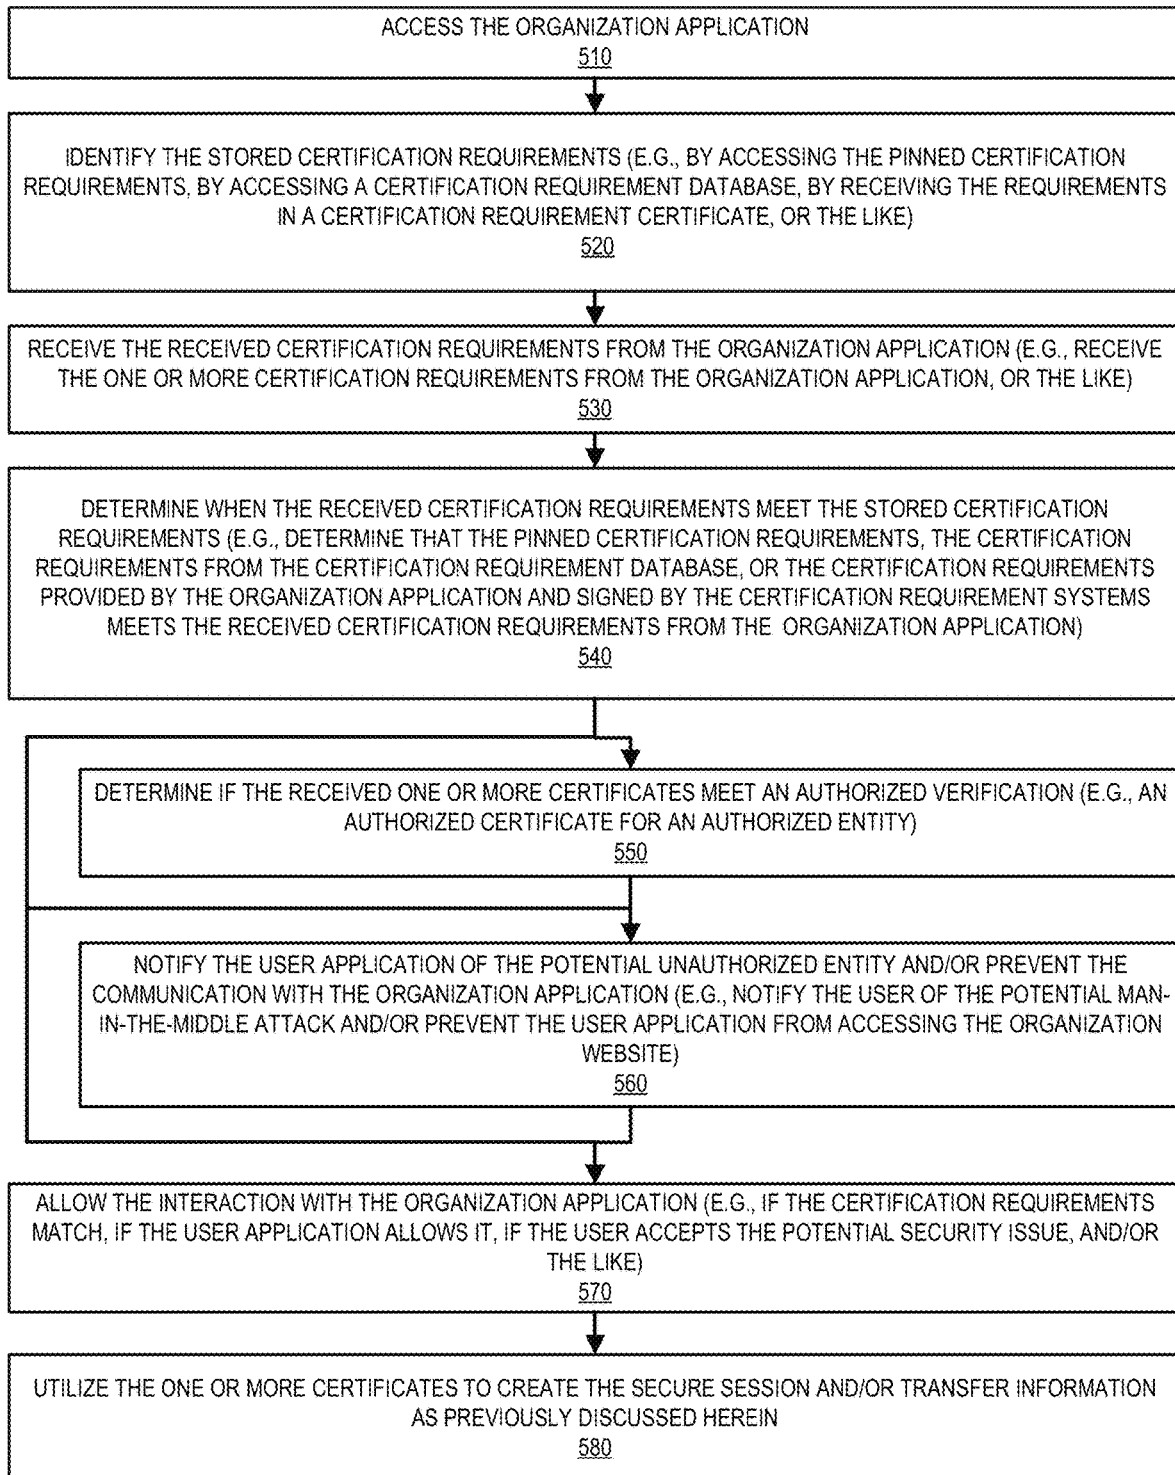 ACCESS THE ORGANIZATION APPLICATION
510
IDENTIFY THE STORED CERTIFICATION REQUIREMENTS (E.G., BY ACCESSING THE PINNED CERTIFICATION
REQUIREMENTS, BY ACCESSING A CERTIFICATION REQUIREMENT DATABASE, BY RECEIVING THE REQUIREMENTS
IN A CERTIFICATION REQUIREMENT CERTIFICATE, OR THE LIKE)
520
RECEIVE THE RECEIVED CERTIFICATION REQUIREMENTS FROM THE ORGANIZATION APPLICATION (E.G., RECEIVE
THE ONE OR MORE CERTIFICATION REQUIREMENTS FROM THE ORGANIZATION APPLICATION, OR THE LIKE)
530
DETERMINE WHEN THE RECEIVED CERTIFICATION REQUIREMENTS MEET THE STORED CERTIFICATION
REQUIREMENTS (E.G., DETERMINE THAT THE PINNED CERTIFICATION REQUIREMENTS, THE CERTIFICATION
REQUIREMENTS FROM THE CERTIFICATION REQUIREMENT DATABASE, OR THE CERTIFICATION REQUIREMENTS
PROVIDED BY THE ORGANIZATION APPLICATION AND SIGNED BY THE CERTIFICATION REQUIREMENT SYSTEMS
MEETS THE RECEIVED CERTIFICATION REQUIREMENTS FROM THE ORGANIZATION APPLICATION)
540
DETERMINE IF THE RECEIVED ONE OR MORE CERTIFICATES MEET AN AUTHORIZED VERIFICATION (E.G., AN
AUTHORIZED CERTIFICATE FOR AN AUTHORIZED ENTITY)
550
NOTIFY THE USER APPLICATION OF THE POTENTIAL UNAUTHORIZED ENTITY AND/OR PREVENT THE
COMMUNICATION WITH THE ORGANIZATION APPLICATION (E.G., NOTIFY THE USER OF THE POTENTIAL MAN-
IN-THE-MIDDLE ATTACK AND/OR PREVENT THE USER APPLICATION FROM ACCESSING THE ORGANIZATION
WEBSITE)
560
ALLOW THE INTERACTION WITH THE ORGANIZATION APPLICATION (E.G., IF THE CERTIFICATION REQUIREMENTS
MATCH, IF THE USER APPLICATION ALLOWS IT, IF THE USER ACCEPTS THE POTENTIAL SECURITY ISSUE, AND/OR
THE LIKE)
570
UTILIZE THE ONE OR MORE CERTIFICATES TO CREATE THE SECURE SESSION AND/OR TRANSFER INFORMATION
AS PREVIOUSLY DISCUSSED HEREIN
580